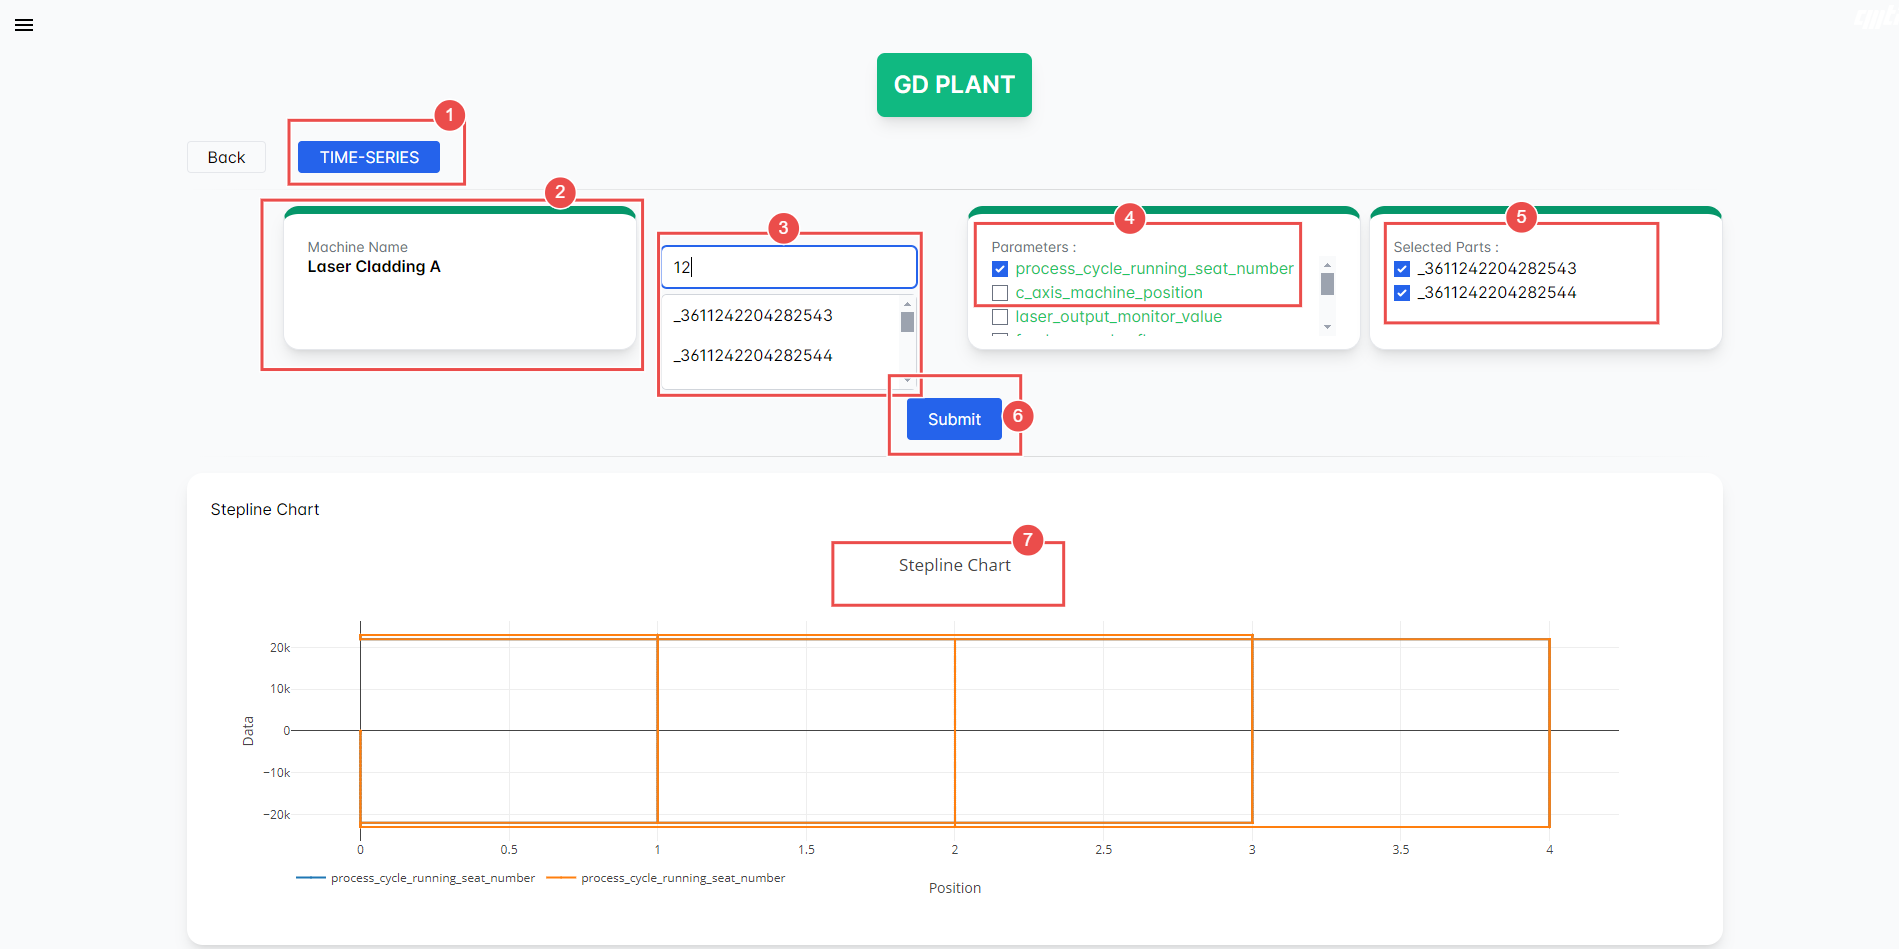 GD PLANT
1
Back
TIME-SERIES
2
Machine Name
Laser Cladding A
3
12
_3611242204282543
_3611242204282544
4
Parameters :
process_cycle_running_seat_number
c_axis_machine_position
laser_output_monitor_value
5
Selected Parts :
_3611242204282543
_3611242204282544
Submit
6
Stepline Chart
7
Stepline Chart
20k
10k
0
−10k
−20k
Data
0 0.5 1 1.5 2 2.5 3 3.5 4
Position
process_cycle_running_seat_number process_cycle_running_seat_number